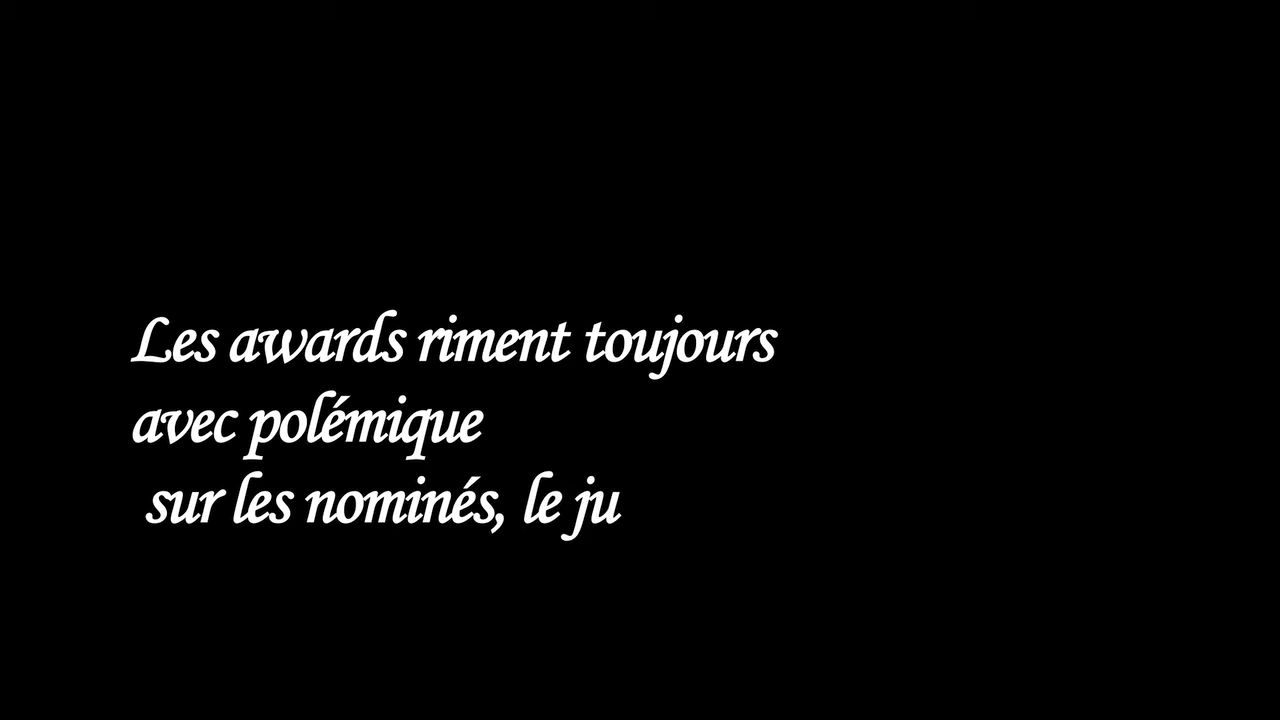 Les awards riment toujours
avec polémique
sur les nominés, le ju